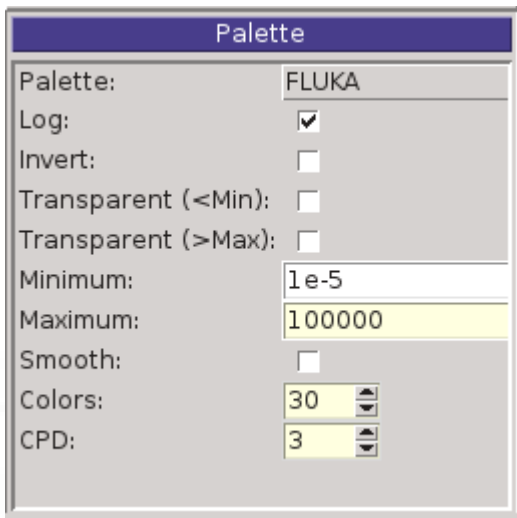 Palette
Palette: FLUKA
Log:
Invert:
Transparent (<Min):
Transparent (>Max):
Minimum: 1e-5
Maximum: 100000
Smooth:
Colors: 30
CPD: 3